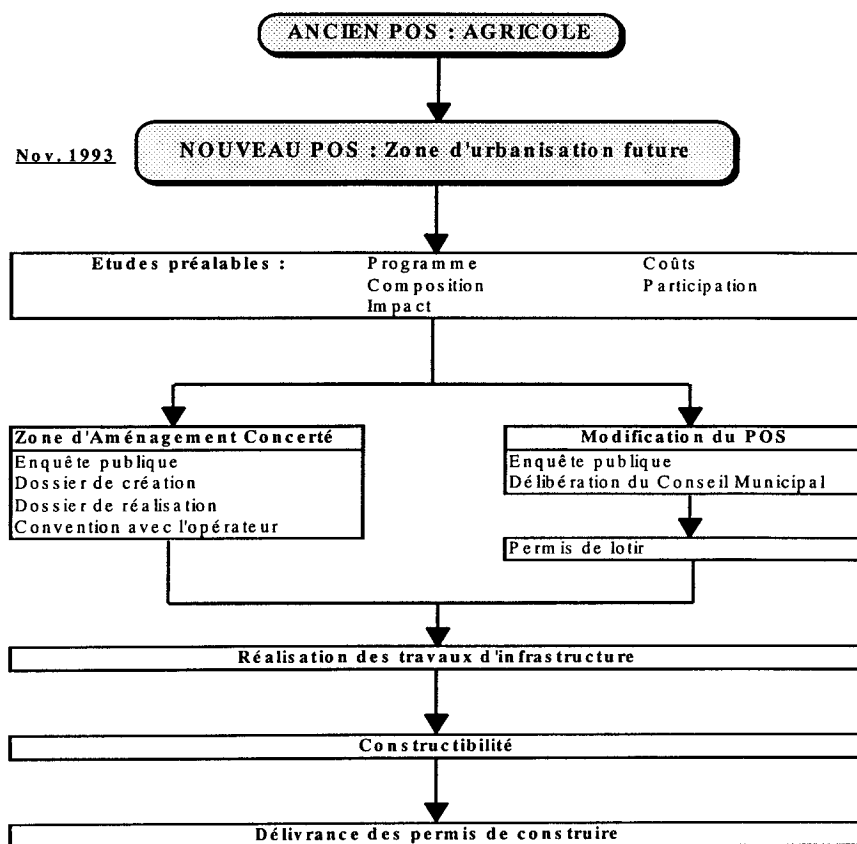 ANCIEN POS : AGRICOLE
Nov. 1993
NOUVEAU POS : Zone d'urbanisation future
Etudes préalables : Programme Coûts
Composition Participation
Impact
Zone d'Aménagement Concerté
Enquête publique
Dossier de création
Dossier de réalisation
Convention avec l'opérateur
Modification du POS
Enquête publique
Délibération du Conseil Municipal
Permis de lotir
Réalisation des travaux d'infrastructure
Constructibilité
Délivrance des permis de construire